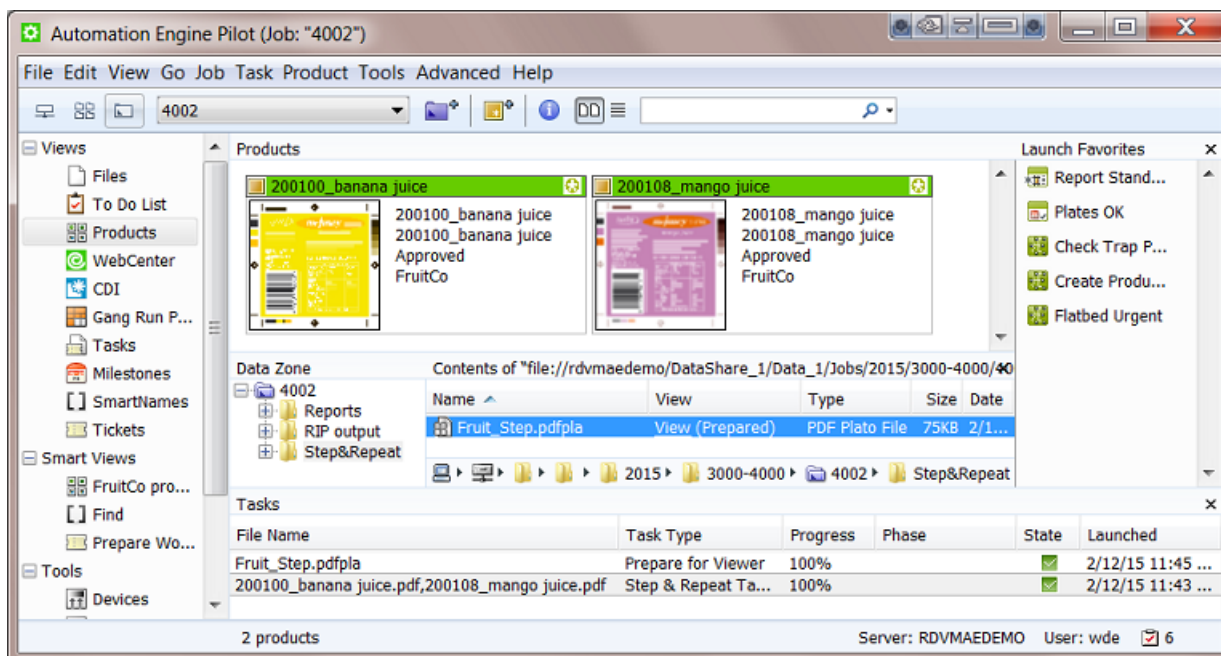 Automation Engine Pilot (Job: "4002")
File Edit View Go Job Task Product Tools Advanced Help
4002
Views
Files
To Do List
Products
WebCenter
CDI
Gang Run P...
Tasks
Milestones
SmartNames
Tickets
Smart Views
FruitCo pro...
Find
Prepare Wo...
Tools
Devices
Products
200100_banana juice
200100_banana juice
200100_banana juice
Approved
FruitCo
200108_mango juice
200108_mango juice
200108_mango juice
Approved
FruitCo
Launch Favorites
Report Stand...
Plates OK
Check Trap P...
Create Produ...
Flatbed Urgent
Data Zone
4002
Reports
RIP output
Step&Repeat
Contents of "file://rdvmaedemo/DataShare_1/Data_1/Jobs/2015/3000-4000/40
Name View Type Size Date
Fruit_Step.pdfpla View (Prepared) PDF Plato File 75KB 2/1...
2015 3000-4000 4002 Step&Repeat
Tasks
File Name Task Type Progress Phase State Launched
Fruit_Step.pdfpla Prepare for Viewer 100% 2/12/15 11:45 ...
200100_banana juice.pdf,200108_mango juice.pdf Step & Repeat Ta... 100% 2/12/15 11:43 ...
2 products Server: RDVMAEDEMO User: wde 6